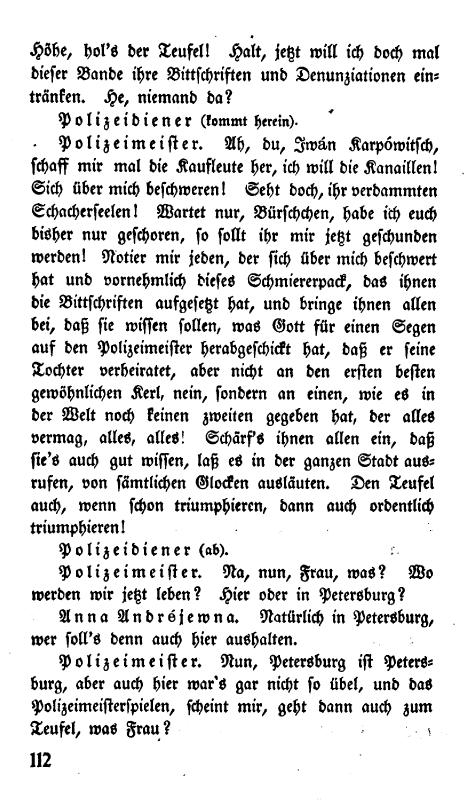 Höhe, hol's der Teufel! Halt, jetzt will ich doch mal
dieser Bande ihre Bittschriften und Denunziationen ein-
tränken. He, niemand da?
Polizeidiener (kommt herein).
Polizeimeister. Ah, du, Iwán Karpówitsch,
schaff mir mal die Kaufleute her, ich will die Kanaillen!
Sich über mich beschweren! Seht doch, ihr verdammten
Schacherseelen! Wartet nur, Bürschchen, habe ich euch
bisher nur geschoren, so sollt ihr mir jetzt geschunden
werden! Notier mir jeden, der sich über mich beschwert
hat und vornehmlich dieses Schmiererpack, das ihnen
die Bittschriften aufgesetzt hat, und bringe ihnen allen
bei, daß sie wissen sollen, was Gott für einen Segen
auf den Polizeimeister herabgeschickt hat, daß er seine
Tochter verheiratet, aber nicht an den ersten besten
gewöhnlichen Kerl, nein, sondern an einen, wie es in
der Welt noch keinen zweiten gegeben hat, der alles
vermag, alles, alles! Schärf's ihnen allen ein, daß
sie's auch gut wissen, laß es in der ganzen Stadt aus-
rufen, von sämtlichen Glocken ausläuten. Den Teufel
auch, wenn schon triumphieren, dann auch ordentlich
triumphieren!
Polizeidiener (ab).
Polizeimeister. Na, nun, Frau, was? Wo
werden wir jetzt leben? Hier oder in Petersburg?
Anna Andréjewna. Natürlich in Petersburg,
wer soll's denn auch hier aushalten.
Polizeimeister. Nun, Petersburg ist Peters-
burg, aber auch hier war's gar nicht so übel, und das
Polizeimeisterspielen, scheint mir, geht dann auch zum
Teufel, was Frau?
112